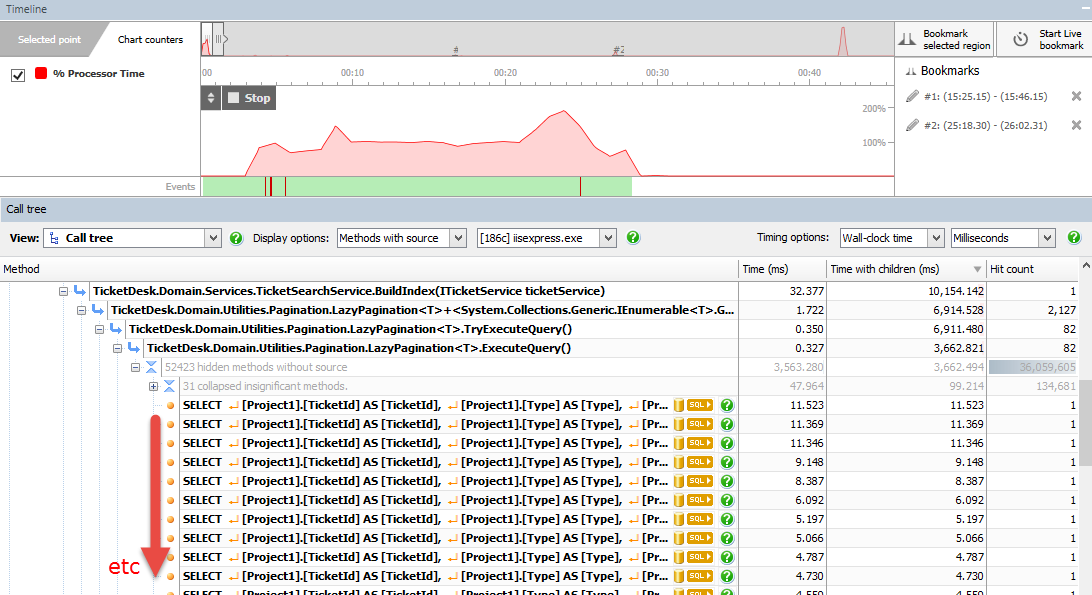 Timeline
Selected point
Chart counters
#
#2
Bookmark selected region
Start Live bookmark
% Processor Time
00 00:10 00:20 00:30 00:40
Stop
200%
100%
Events
Bookmarks
#1: (15:25.15) - (15:46.15)
#2: (25:18.30) - (26:02.31)
Call tree
View: Call tree ? Display options: Methods with source [186c] iisexpress.exe ? Timing options: Wall-clock time Milliseconds ?
Method Time (ms) Time with children (ms) Hit count
TicketDesk.Domain.Services.TicketSearchService.BuildIndex(ITicketService ticketService) 32.377 10,154.142 1
TicketDesk.Domain.Utilities.Pagination.LazyPagination<T>+<System.Collections.Generic.IEnumerable<T>.G... 1.722 6,914.528 2,127
TicketDesk.Domain.Utilities.Pagination.LazyPagination<T>.TryExecuteQuery() 0.350 6,911.480 82
TicketDesk.Domain.Utilities.Pagination.LazyPagination<T>.ExecuteQuery() 0.327 3,662.821 82
52423 hidden methods without source 3,563.280 3,662.494 36,059,605
31 collapsed insignificant methods. 47.964 99.214 134,681
SELECT [Project1].[TicketId] AS [TicketId], [Project1].[Type] AS [Type], [Pr... SQL ? 11.523 11.523 1
SELECT [Project1].[TicketId] AS [TicketId], [Project1].[Type] AS [Type], [Pr... SQL ? 11.369 11.369 1
SELECT [Project1].[TicketId] AS [TicketId], [Project1].[Type] AS [Type], [Pr... SQL ? 11.346 11.346 1
SELECT [Project1].[TicketId] AS [TicketId], [Project1].[Type] AS [Type], [Pr... SQL ? 9.148 9.148 1
SELECT [Project1].[TicketId] AS [TicketId], [Project1].[Type] AS [Type], [Pr... SQL ? 8.387 8.387 1
SELECT [Project1].[TicketId] AS [TicketId], [Project1].[Type] AS [Type], [Pr... SQL ? 6.092 6.092 1
SELECT [Project1].[TicketId] AS [TicketId], [Project1].[Type] AS [Type], [Pr... SQL ? 5.197 5.197 1
SELECT [Project1].[TicketId] AS [TicketId], [Project1].[Type] AS [Type], [Pr... SQL ? 5.066 5.066 1
SELECT [Project1].[TicketId] AS [TicketId], [Project1].[Type] AS [Type], [Pr... SQL ? 4.787 4.787 1
etc
SELECT [Project1].[TicketId] AS [TicketId], [Project1].[Type] AS [Type], [Pr... SQL ? 4.730 4.730 1